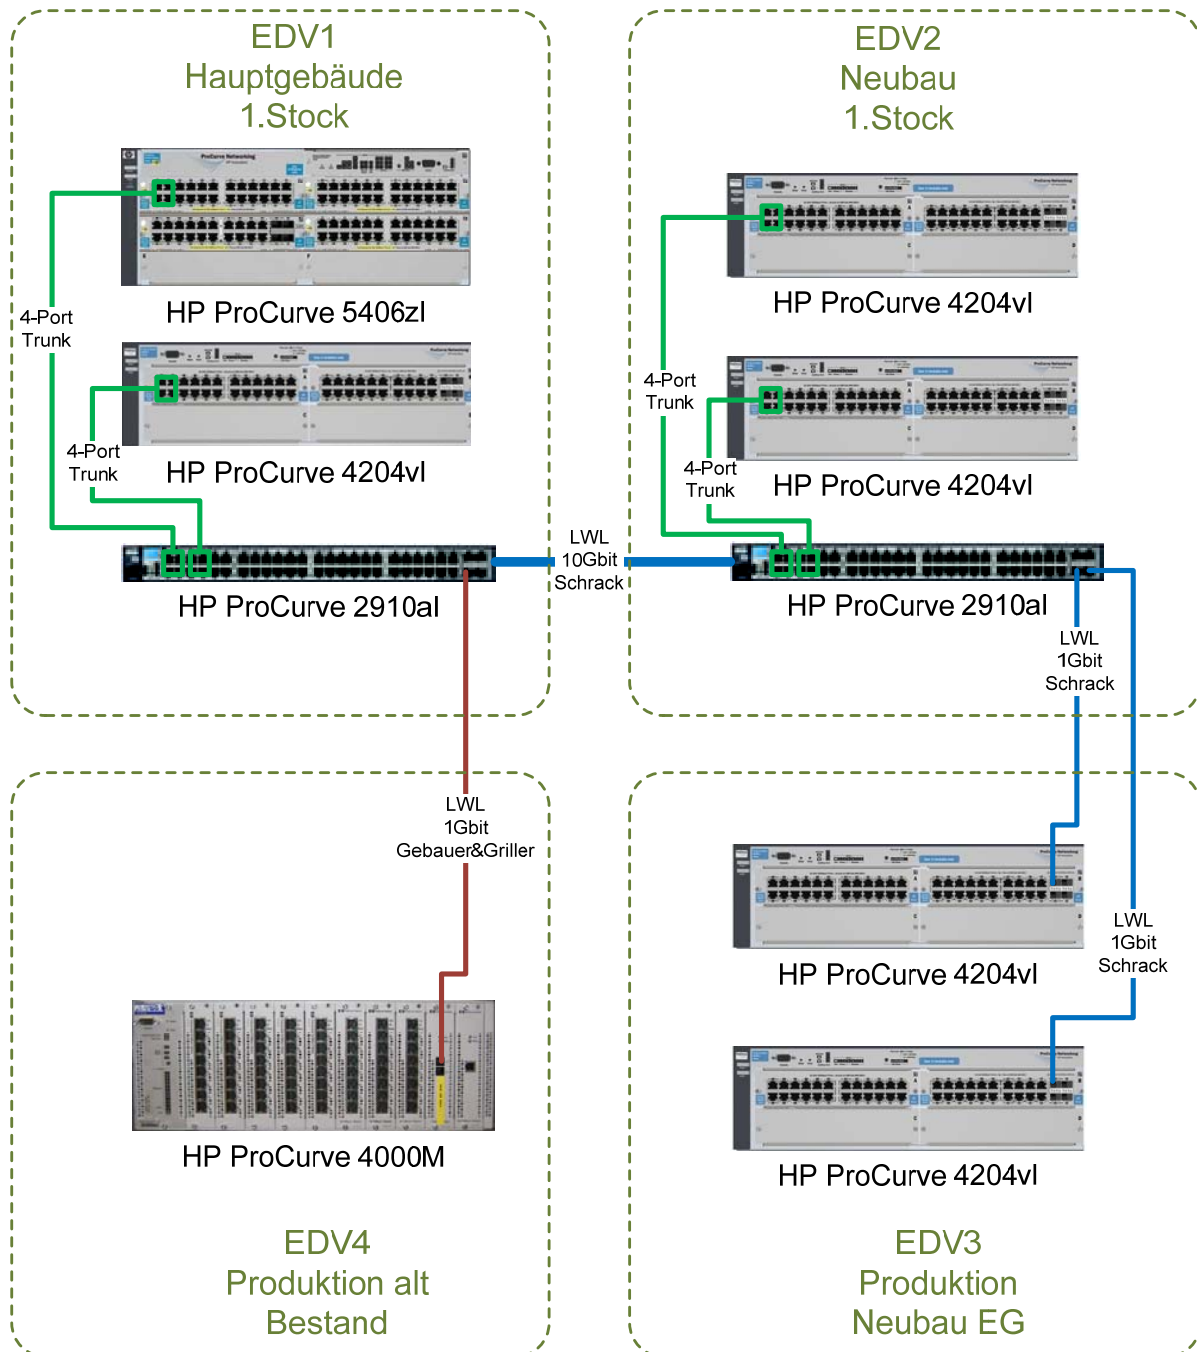 EDV1
Hauptgebäude
1.Stock
ProCurve Networking
HP ProCurve 5406zl
4-Port
Trunk
HP ProCurve 4204vl
4-Port
Trunk
HP ProCurve 2910al
LWL
10Gbit
Schrack
EDV2
Neubau
1.Stock
HP ProCurve 4204vl
4-Port
Trunk
HP ProCurve 4204vl
4-Port
Trunk
HP ProCurve 2910al
LWL
1Gbit
Schrack
LWL
1Gbit
Gebauer&Griller
HP ProCurve 4000M
EDV4
Produktion alt
Bestand
HP ProCurve 4204vl
LWL
1Gbit
Schrack
HP ProCurve 4204vl
EDV3
Produktion
Neubau EG